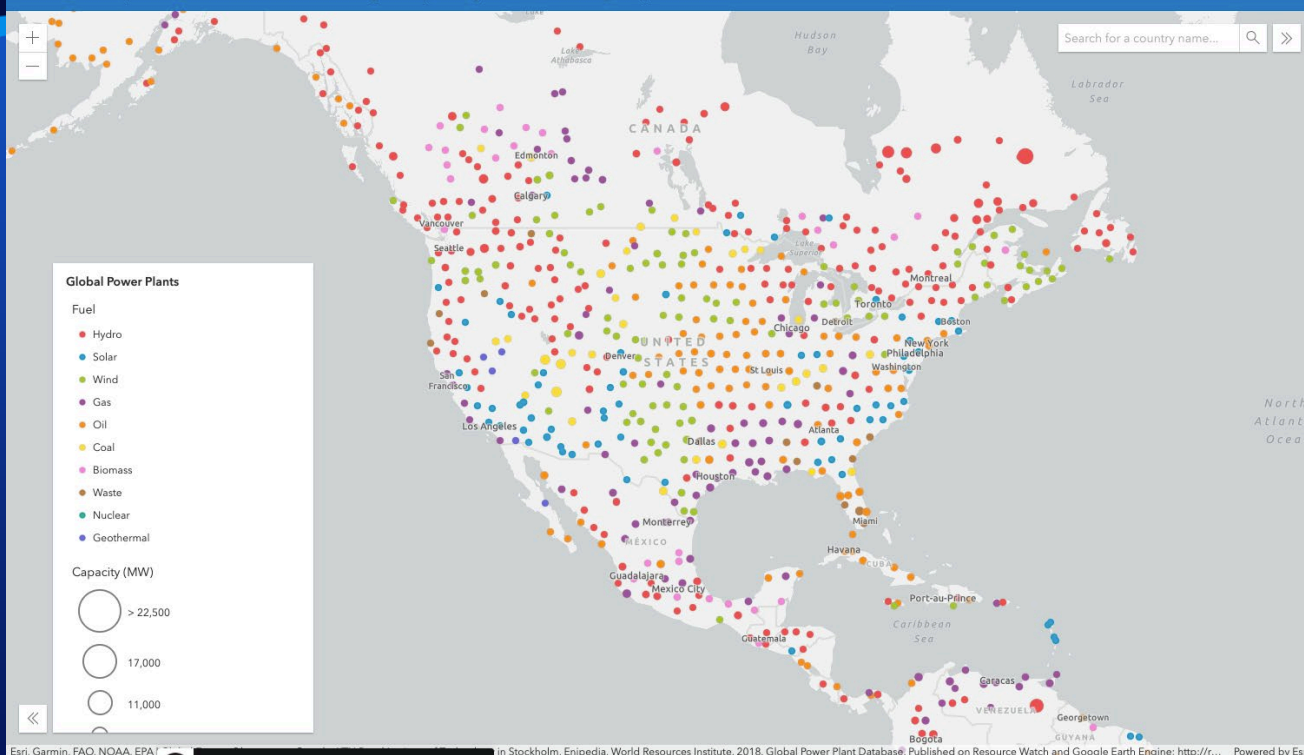 Lake
Athabasca
Hudson
Bay
Search for a country name...
Labrador
Sea
CANADA
Edmonton
Calgary
Vancouver
Seattle
Lake
Superior
Montreal
Toronto
Boston
Chicago
Detroit
New York
Philadelphia
Washington
UNITED
STATES
Denver
St Louis
San
Francisco
Los Angeles
Dallas
Atlanta
Houston
North
Atlant
Ocea
Miami
Monterrey
MÉXICO
Havana
CUBA
Guadalajara
Mexico City
Port-au-Prince
Caribbean
Sea
Guatemala
Caracas
VENEZUELA
Georgetown
GUYANA
Bogota
Global Power Plants
Fuel
Hydro
Solar
Wind
Gas
Oil
Coal
Biomass
Waste
Nuclear
Geothermal
Capacity (MW)
> 22,500
17,000
11,000
Esri, Garmin, FAO, NOAA, EPA
in Stockholm, Enipedia, World Resources Institute. 2018. Global Power Plant Database. Published on Resource Watch and Google Earth Engine: http://r... Powered by Es